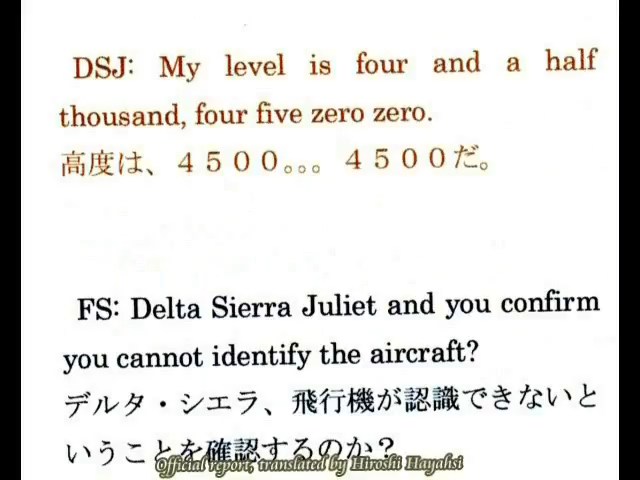 DSJ: My level is four and a half
thousand, four five zero zero.
高度は、４５００。。。 ４５００だ。
FS: Delta Sierra Juliet and you confirm
you cannot identify the aircraft?
デルタ・シエラ、飛行機が認識できないと
いうことを確認するのか？
Official report, translated by Hiroshi Hayahsi